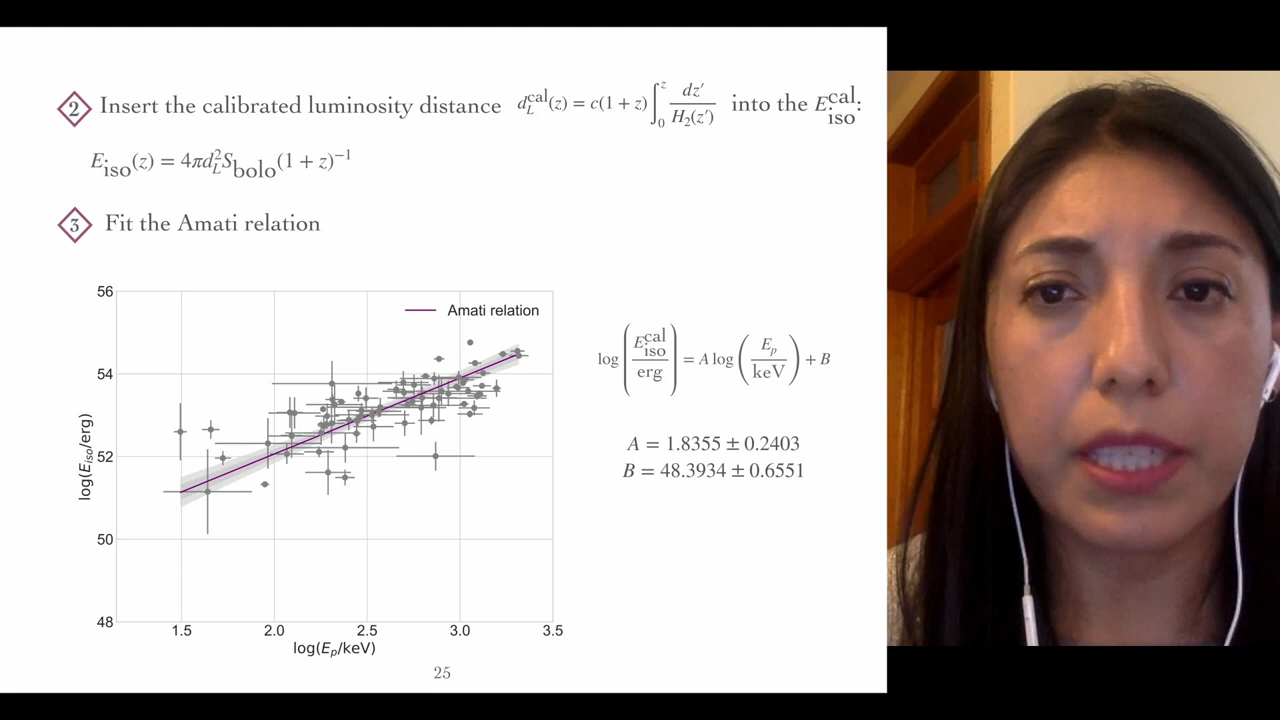 2 Insert the calibrated luminosity distance d_L^cal(z) = c(1 + z) ∫_0^z dz′/H_2(z′) into the E_iso^cal:
E_iso(z) = 4πd_L^2 S_bolo(1 + z)^−1
3 Fit the Amati relation
56
Amati relation
54
52
50
48
log(E_iso/erg)
1.5 2.0 2.5 3.0 3.5
log(E_p/keV)
log(E_iso^cal/erg) = A log(E_p/keV) + B
A = 1.8355 ± 0.2403
B = 48.3934 ± 0.6551
25